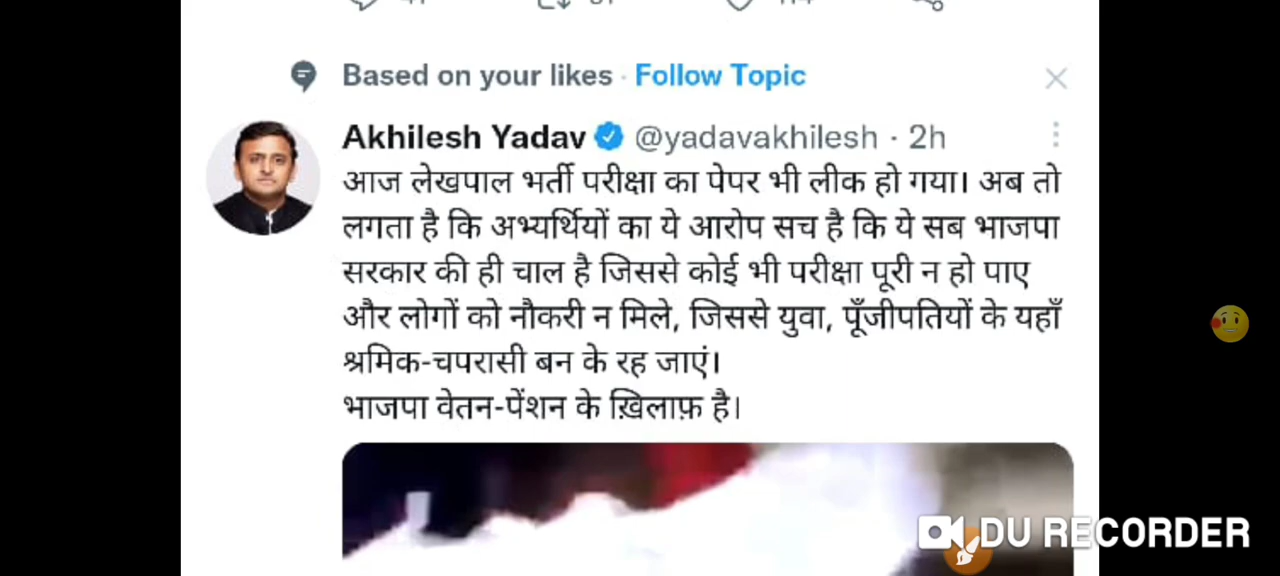 Based on your likes · Follow Topic
Akhilesh Yadav @yadavakhilesh · 2h
आज लेखपाल भर्ती परीक्षा का पेपर भी लीक हो गया। अब तो
लगता है कि अभ्यर्थियों का ये आरोप सच है कि ये सब भाजपा
सरकार की ही चाल है जिससे कोई भी परीक्षा पूरी न हो पाए
और लोगों को नौकरी न मिले, जिससे युवा, पूँजीपतियों के यहाँ
श्रमिक-चपरासी बन के रह जाएं।
भाजपा वेतन-पेंशन के ख़िलाफ़ है।
DU RECORDER